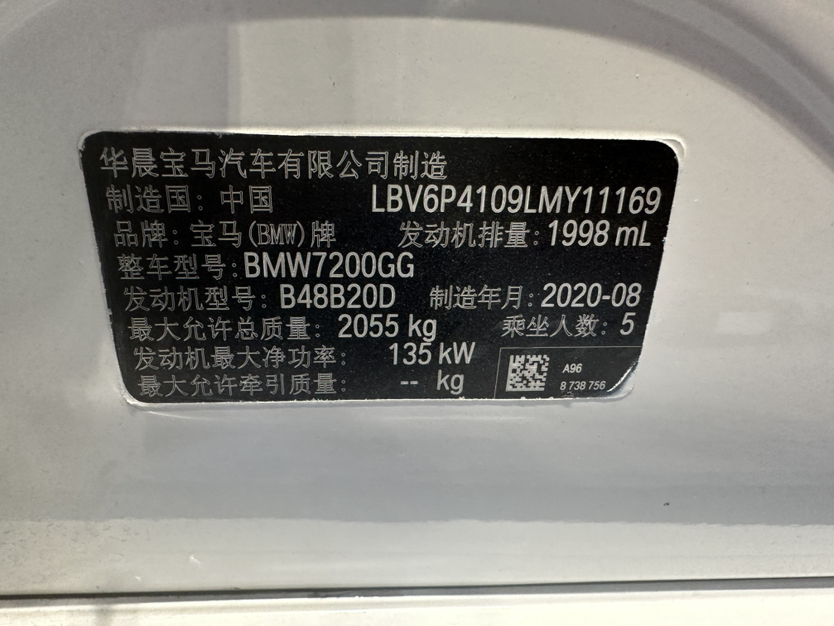 华晨宝马汽车有限公司制造
制造国：中国 LBV6P4109LMY11169
品牌：宝马(BMW)牌 发动机排量：1998 mL
整车型号：BMW7200GG
发动机型号：B48B20D 制造年月：2020-08
最大允许总质量：2055 kg 乘坐人数：5
发动机最大净功率：135 kW
最大允许牵引质量：-- kg
A96
8 738 756